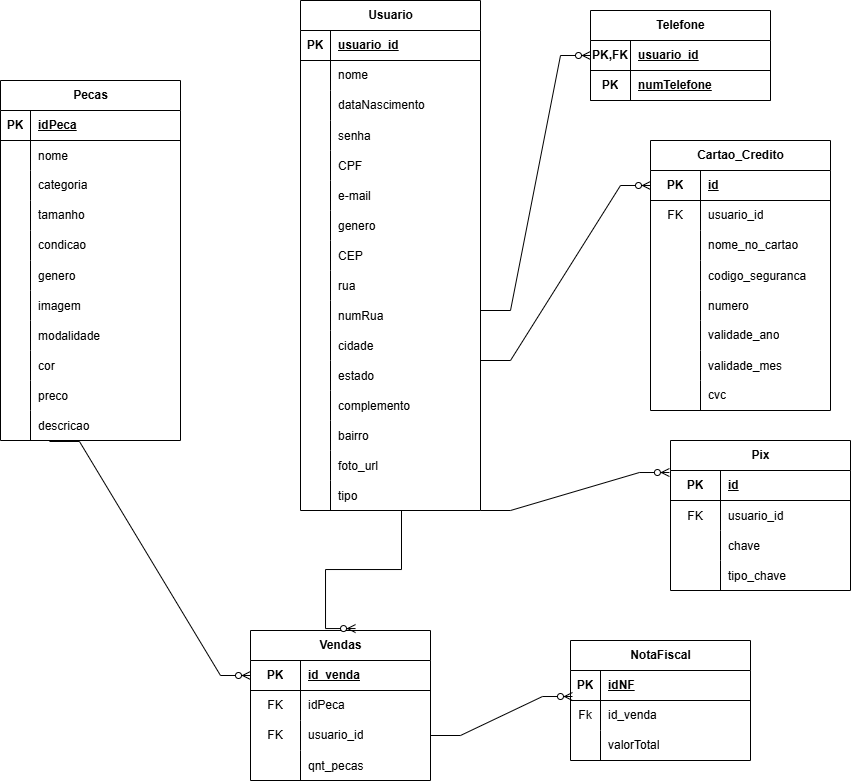 Pecas
PK idPeca
nome
categoria
tamanho
condicao
genero
imagem
modalidade
cor
preco
descricao
Usuario
PK usuario_id
nome
dataNascimento
senha
CPF
e-mail
genero
CEP
rua
numRua
cidade
estado
complemento
bairro
foto_url
tipo
Telefone
PK,FK usuario_id
PK numTelefone
Cartao_Credito
PK id
FK usuario_id
nome_no_cartao
codigo_seguranca
numero
validade_ano
validade_mes
cvc
Pix
PK id
FK usuario_id
chave
tipo_chave
Vendas
PK id_venda
FK idPeca
FK usuario_id
qnt_pecas
NotaFiscal
PK idNF
Fk id_venda
valorTotal